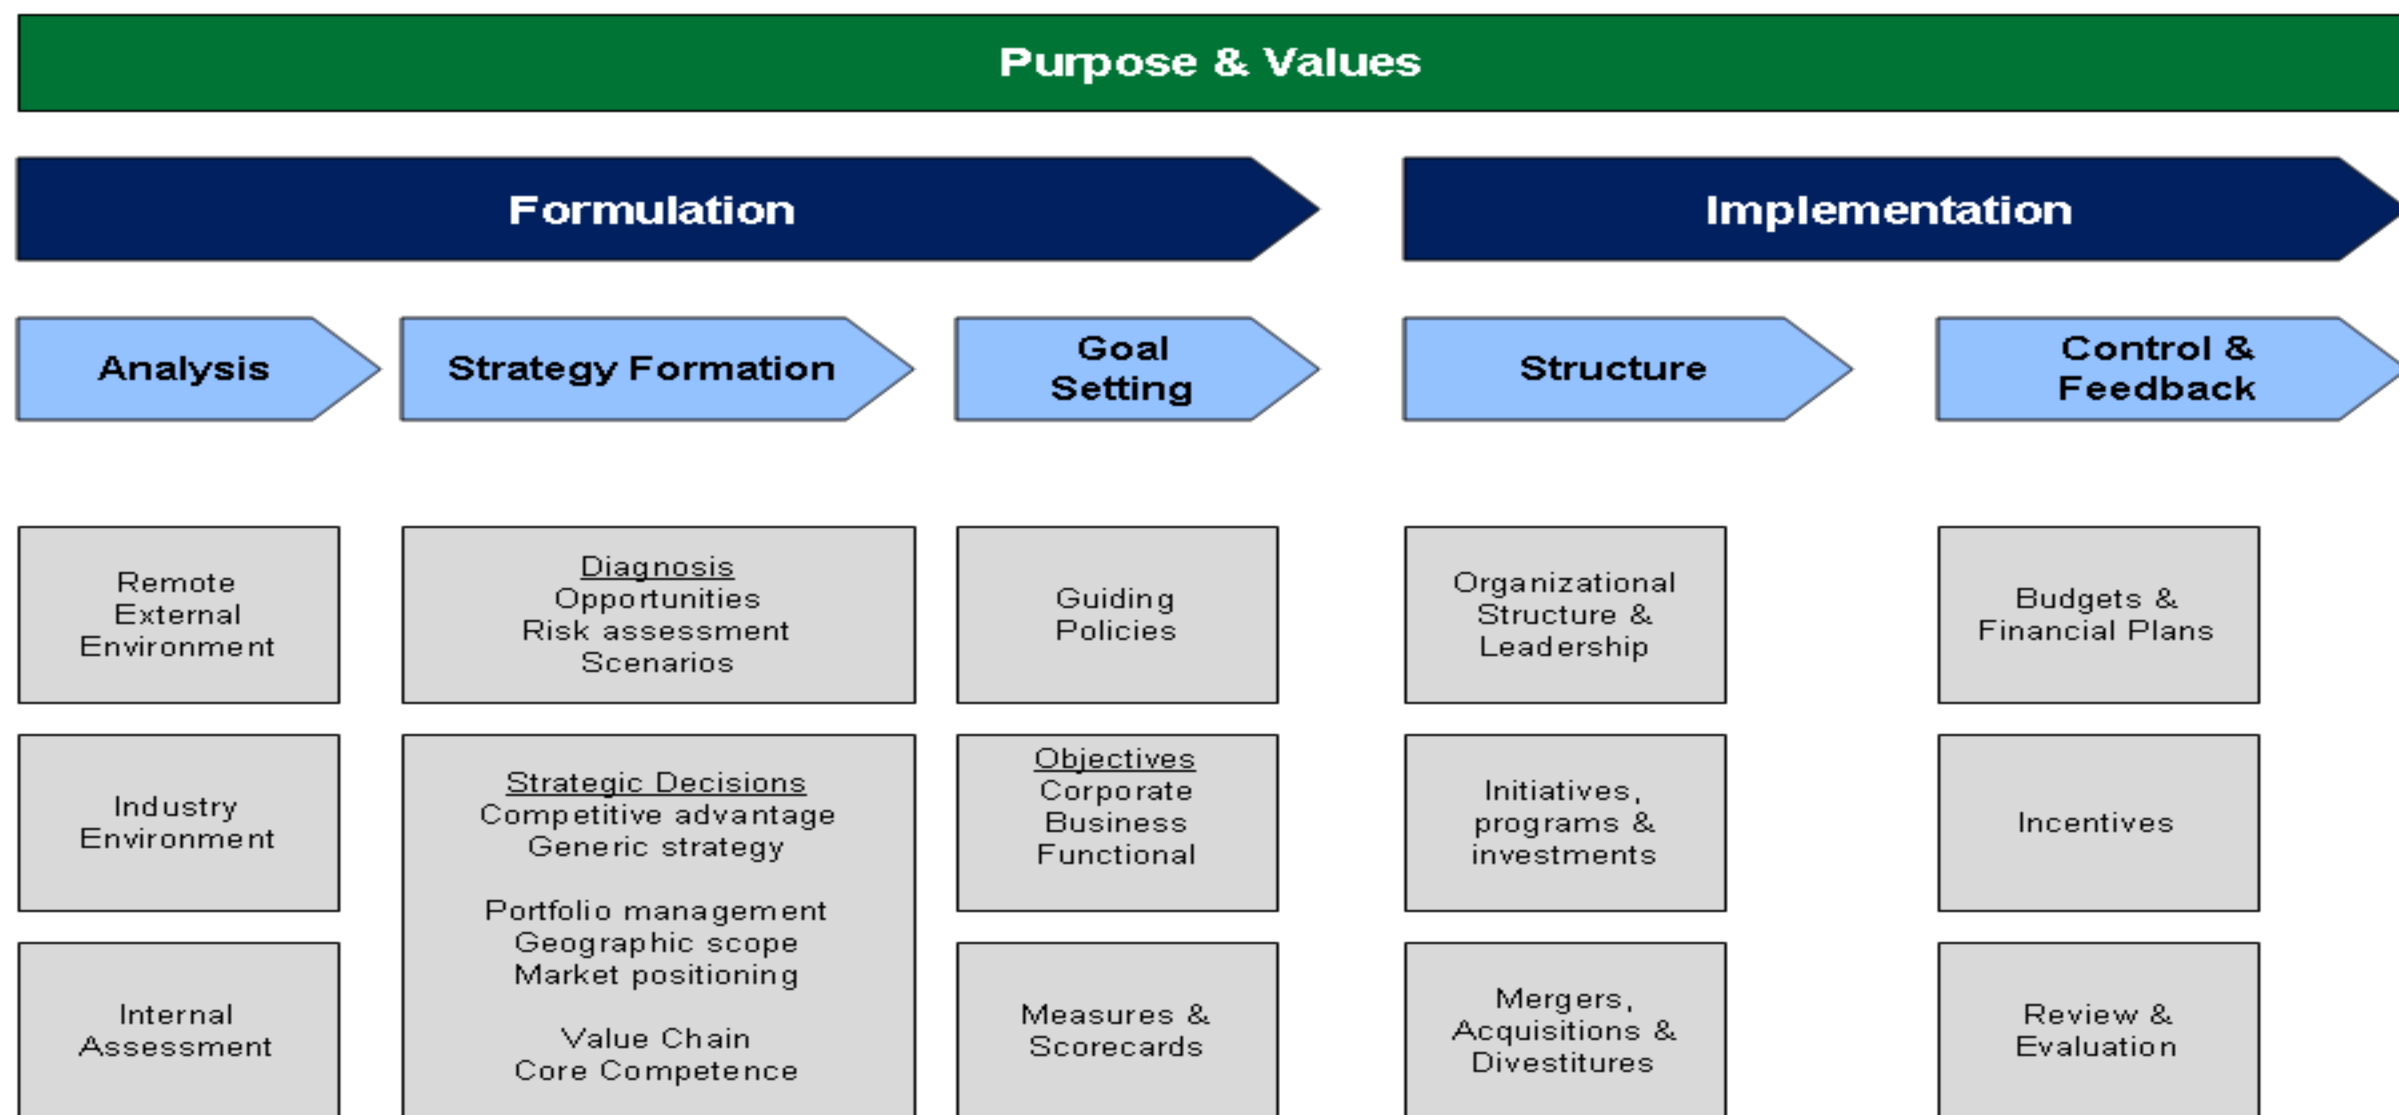 Purpose & Values
Formulation
Implementation
Analysis
Strategy Formation
Goal
Setting
Structure
Control &
Feedback
Remote
External
Environment
Diagnosis
Opportunities
Risk assessment
Scenarios
Guiding
Policies
Organizational
Structure &
Leadership
Budgets &
Financial Plans
Industry
Environment
Strategic Decisions
Competitive advantage
Generic strategy
Portfolio management
Geographic scope
Market positioning
Value Chain
Core Competence
Objectives
Corporate
Business
Functional
Initiatives,
programs &
investments
Incentives
Internal
Assessment
Measures &
Scorecards
Mergers,
Acquisitions &
Divestitures
Review &
Evaluation